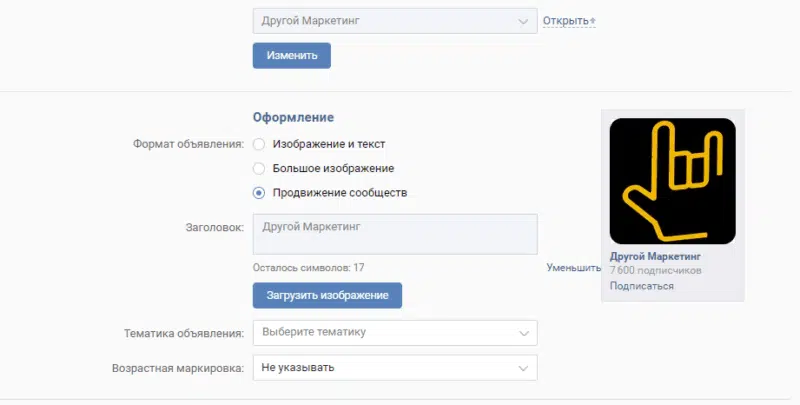 Другой Маркетинг
Открыть
Изменить
Оформление
Формат объявления:
Изображение и текст
Большое изображение
Продвижение сообществ
Заголовок:
Другой Маркетинг
Осталось символов: 17
Уменьшить
Загрузить изображение
Другой Маркетинг
7 600 подписчиков
Подписаться
Тематика объявления:
Выберите тематику
Возрастная маркировка:
Не указывать